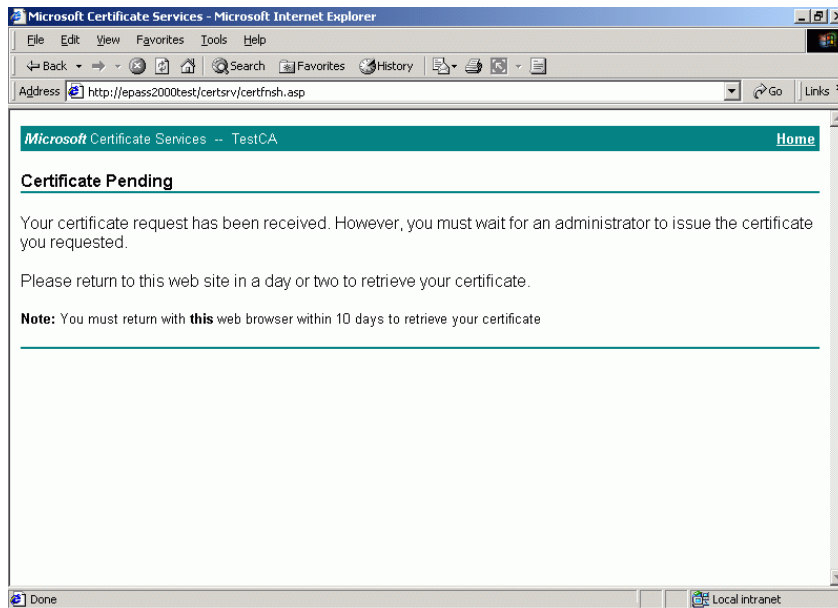 Microsoft Certificate Services - Microsoft Internet Explorer
File Edit View Favorites Tools Help
Back Search Favorites History
Address http://epass2000test/certsrv/certfnsh.asp Go Links
Microsoft Certificate Services -- TestCA Home
Certificate Pending
Your certificate request has been received. However, you must wait for an administrator to issue the certificate
you requested.
Please return to this web site in a day or two to retrieve your certificate.
Note: You must return with this web browser within 10 days to retrieve your certificate
Done Local intranet